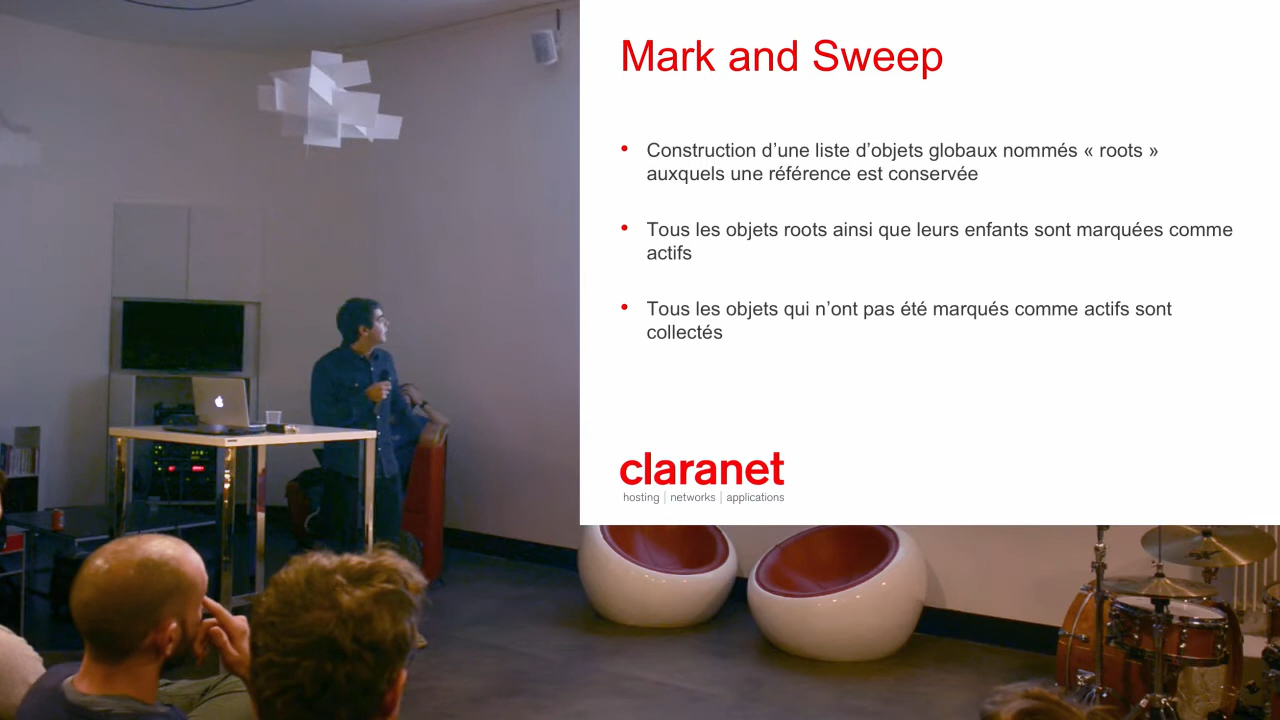 Mark and Sweep
• Construction d’une liste d’objets globaux nommés « roots »
auxquels une référence est conservée
• Tous les objets roots ainsi que leurs enfants sont marquées comme
actifs
• Tous les objets qui n’ont pas été marqués comme actifs sont
collectés
claranet
hosting | networks | applications